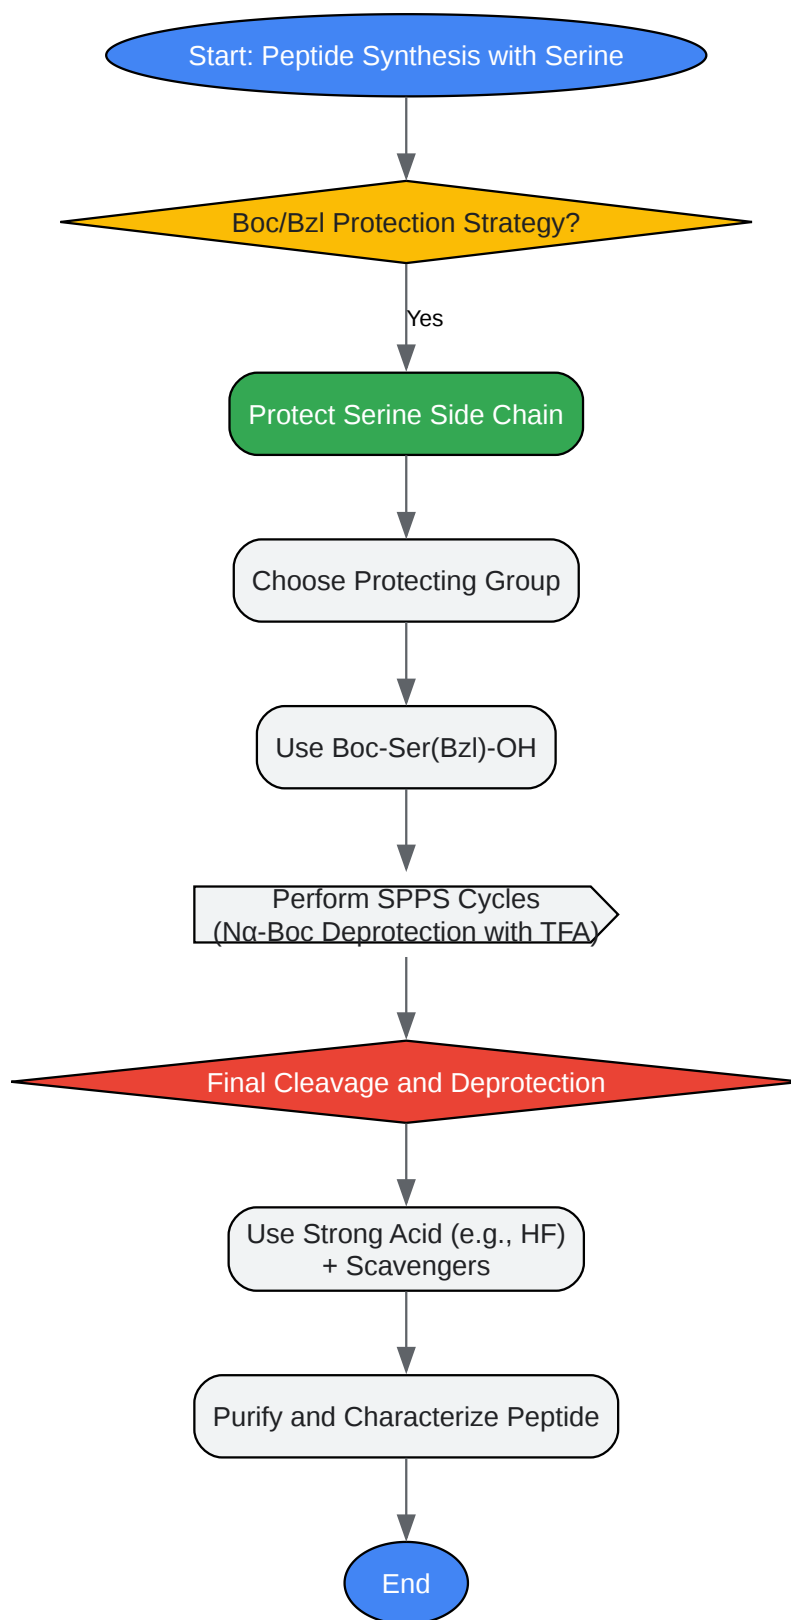 Start: Peptide Synthesis with Serine
Boc/Bzl Protection Strategy?
Yes
Protect Serine Side Chain
Choose Protecting Group
Use Boc-Ser(Bzl)-OH
Perform SPPS Cycles
(Nα-Boc Deprotection with TFA)
Final Cleavage and Deprotection
Use Strong Acid (e.g., HF)
+ Scavengers
Purify and Characterize Peptide
End